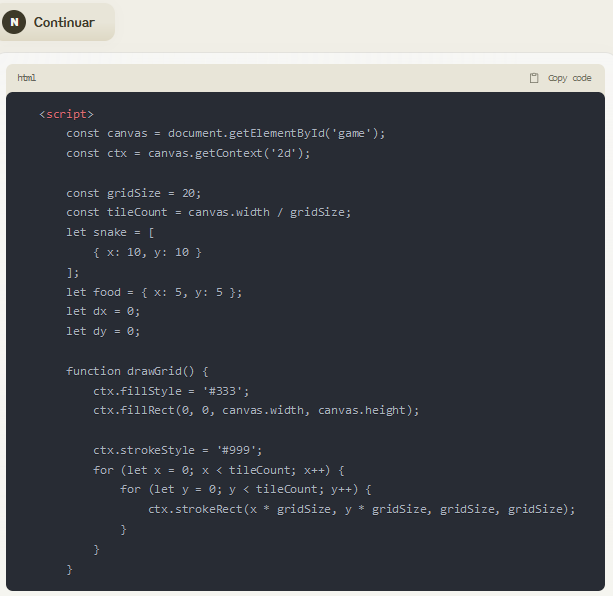 N Continuar
html Copy code
<script>
const canvas = document.getElementById('game');
const ctx = canvas.getContext('2d');
const gridSize = 20;
const tileCount = canvas.width / gridSize;
let snake = [
{ x: 10, y: 10 }
];
let food = { x: 5, y: 5 };
let dx = 0;
let dy = 0;
function drawGrid() {
ctx.fillStyle = '#333';
ctx.fillRect(0, 0, canvas.width, canvas.height);
ctx.strokeStyle = '#999';
for (let x = 0; x < tileCount; x++) {
for (let y = 0; y < tileCount; y++) {
ctx.strokeRect(x * gridSize, y * gridSize, gridSize, gridSize);
}
}
}